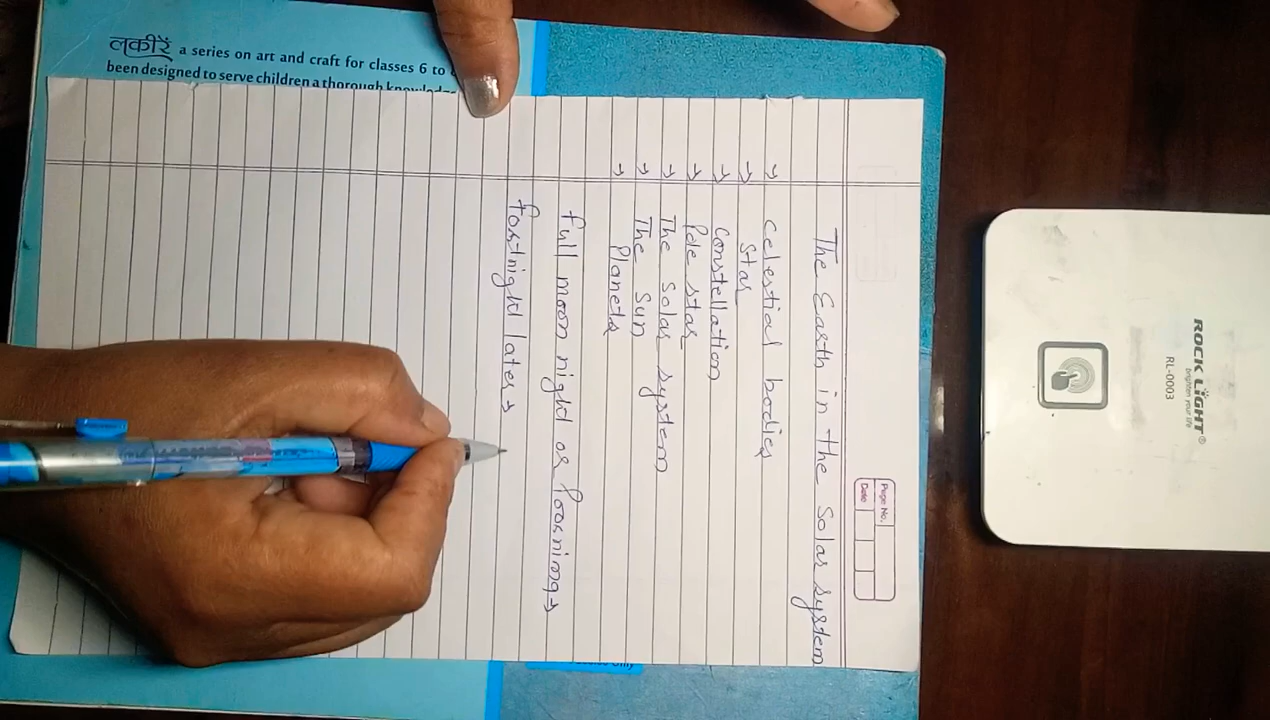 The Earth in the Solar system
→ Celestial bodies
→ Star
→ Constellation
→ Pole star
→ The Solar system
→ The Sun
→ Planets
Full moon night or Poornima→
fortnight later→
Page No.
Date
लकीरें a series on art and craft for classes 6 to
been designed to serve children a thorough
ROCK LIGHT®
brighten your life
RL-0003